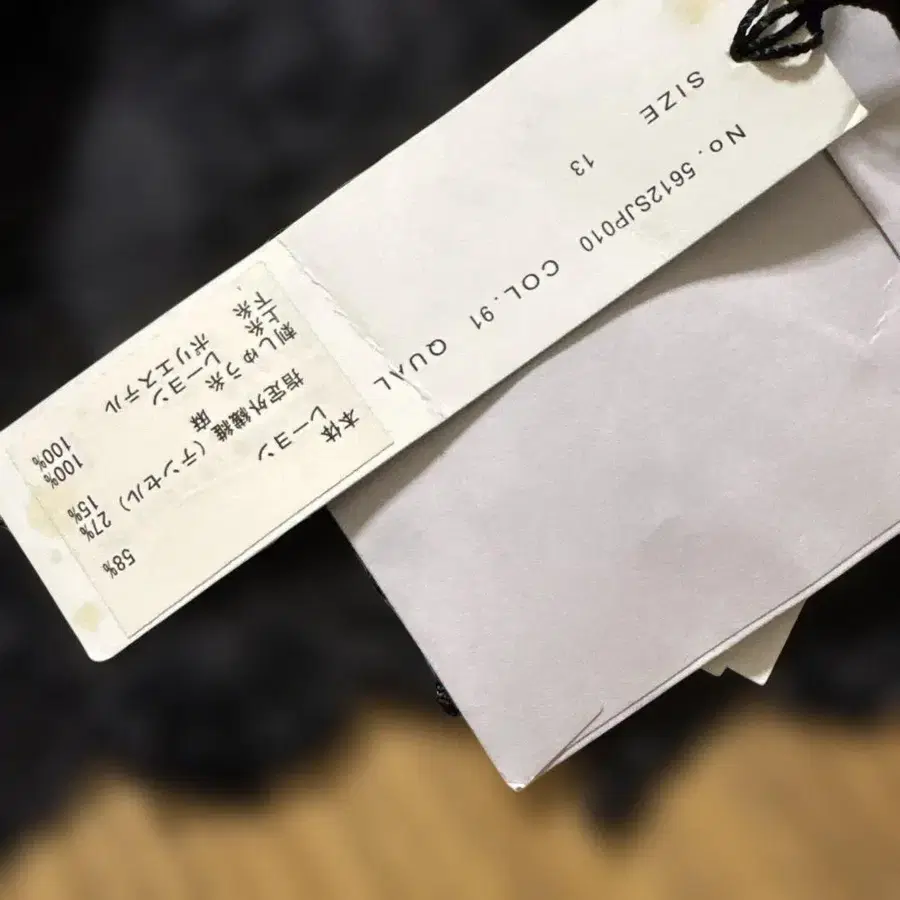 No. 5612SJP010 COL. 91 QUAL
SIZE 13
本体
レーヨン 58%
指定外繊維（テンセル） 27%
麻 15%
刺しゅう糸
上糸 レーヨン 100%
下糸 ポリエステル 100%